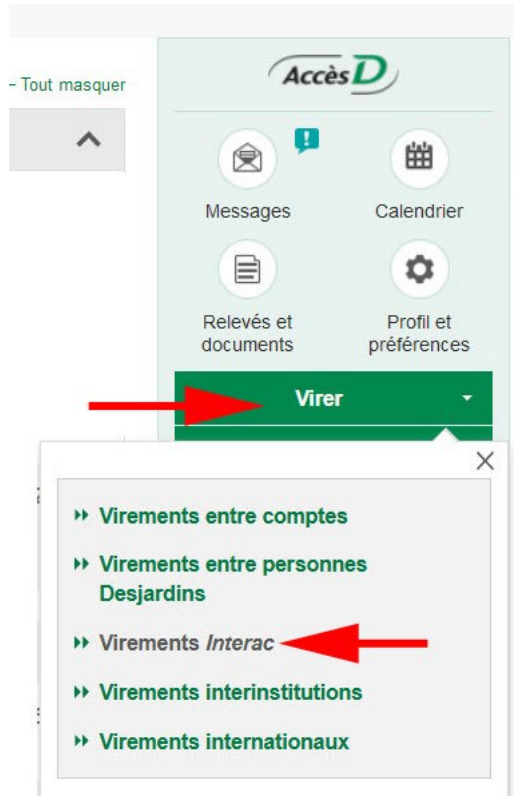 AccèsD
– Tout masquer
Messages
Calendrier
Relevés et
documents
Profil et
préférences
Virer
Virements entre comptes
Virements entre personnes
Desjardins
Virements Interac
Virements interinstitutions
Virements internationaux